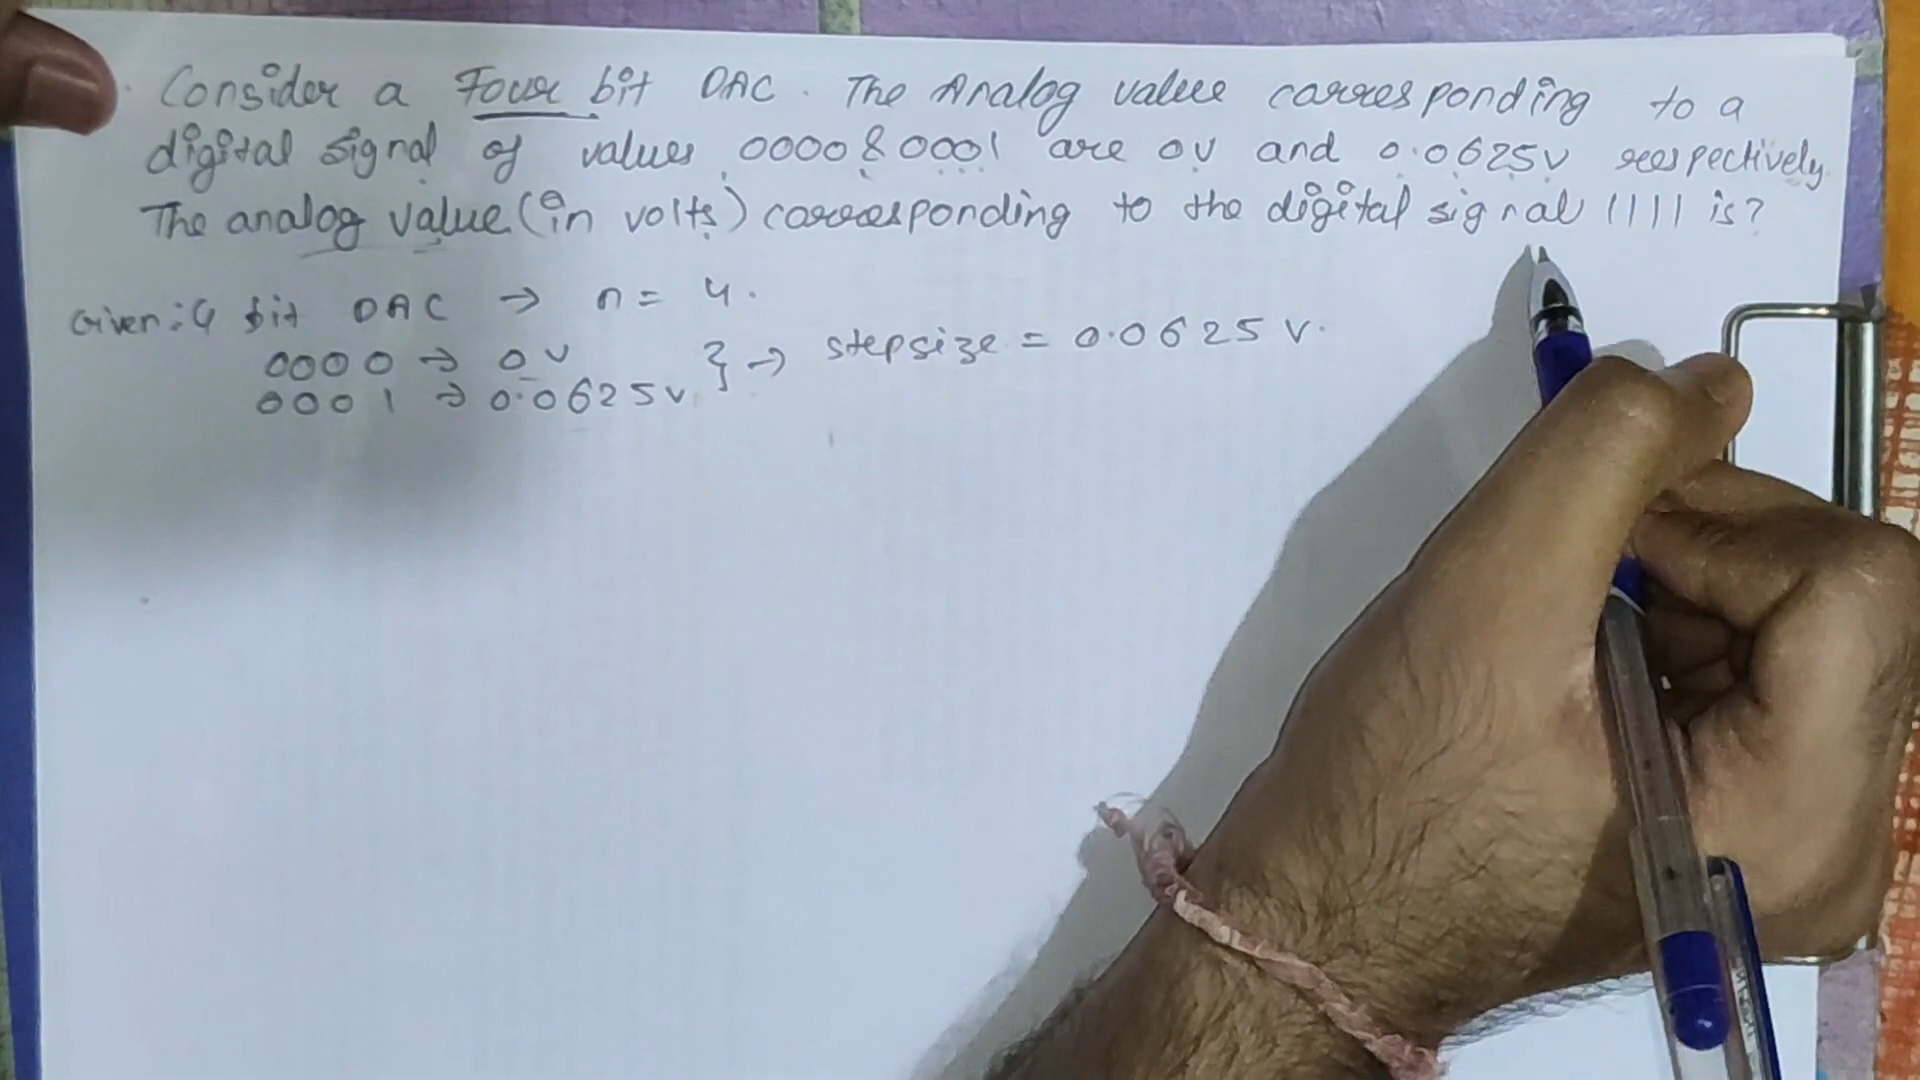 Consider a Four bit DAC. The Analog value corresponding to a
digital signal of values 0000 & 0001 are 0V and 0.0625V respectively.
The analog value (in volts) corresponding to the digital signal 1111 is?
Given: 4 bit DAC → n = 4.
0000 → 0V
} → stepsize = 0.0625 V.
0001 → 0.0625V